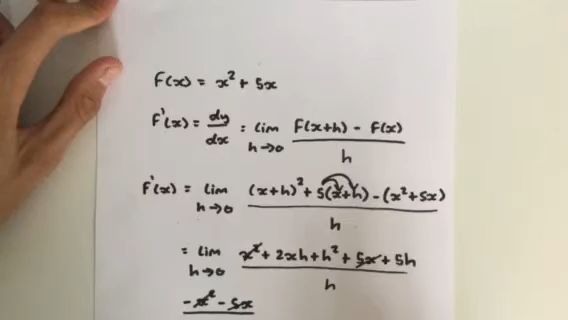 F(x) = x² + 5x
F'(x) = dy/dx = lim h→0 F(x+h) - F(x) / h
F'(x) = lim h→0 (x+h)² + 5(x+h) - (x²+5x) / h
= lim h→0 x² + 2xh + h² + 5x + 5h / h
-x² - 5x